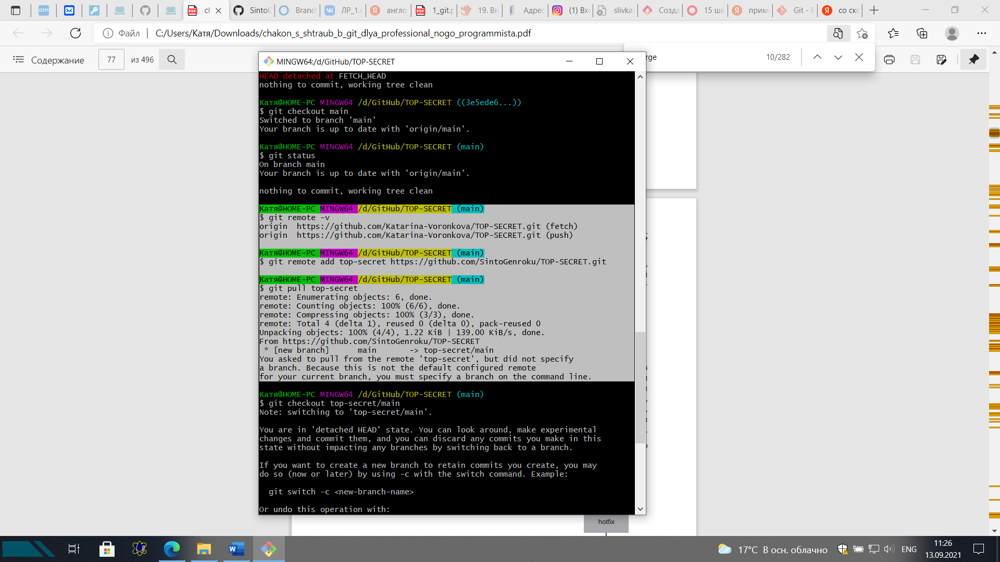 ch
SintoG
Branch
ЛР_1.c
англо
1_git.p
19. Вн
Адрес
(1) Вхо
slivka
Созда
15 ша
прим
Git - P
со ско
Файл
C:/Users/Катя/Downloads/chakon_s_shtraub_b_git_dlya_professional_nogo_programmista.pdf
Содержание
77
из 496
rge
10/282
MINGW64:/d/GitHub/TOP-SECRET
HEAD detached at FETCH_HEAD
nothing to commit, working tree clean
Катя@HOME-PC MINGW64 /d/GitHub/TOP-SECRET ((3e5ede6...))
$ git checkout main
Switched to branch 'main'
Your branch is up to date with 'origin/main'.
Катя@HOME-PC MINGW64 /d/GitHub/TOP-SECRET (main)
$ git status
On branch main
Your branch is up to date with 'origin/main'.
nothing to commit, working tree clean
Катя@HOME-PC MINGW64 /d/GitHub/TOP-SECRET (main)
$ git remote -v
origin  https://github.com/Katarina-Voronkova/TOP-SECRET.git (fetch)
origin  https://github.com/Katarina-Voronkova/TOP-SECRET.git (push)
Катя@HOME-PC MINGW64 /d/GitHub/TOP-SECRET (main)
$ git remote add top-secret https://github.com/SintoGenroku/TOP-SECRET.git
Катя@HOME-PC MINGW64 /d/GitHub/TOP-SECRET (main)
$ git pull top-secret
remote: Enumerating objects: 6, done.
remote: Counting objects: 100% (6/6), done.
remote: Compressing objects: 100% (3/3), done.
remote: Total 4 (delta 1), reused 0 (delta 0), pack-reused 0
Unpacking objects: 100% (4/4), 1.22 KiB | 139.00 KiB/s, done.
From https://github.com/SintoGenroku/TOP-SECRET
 * [new branch]      main       -> top-secret/main
You asked to pull from the remote 'top-secret', but did not specify
a branch. Because this is not the default configured remote
for your current branch, you must specify a branch on the command line.
Катя@HOME-PC MINGW64 /d/GitHub/TOP-SECRET (main)
$ git checkout top-secret/main
Note: switching to 'top-secret/main'.
You are in 'detached HEAD' state. You can look around, make experimental
changes and commit them, and you can discard any commits you make in this
state without impacting any branches by switching back to a branch.
If you want to create a new branch to retain commits you create, you may
do so (now or later) by using -c with the switch command. Example:
  git switch -c <new-branch-name>
Or undo this operation with:
hotfix
17°C В осн. облачно
ENG
11:26
13.09.2021